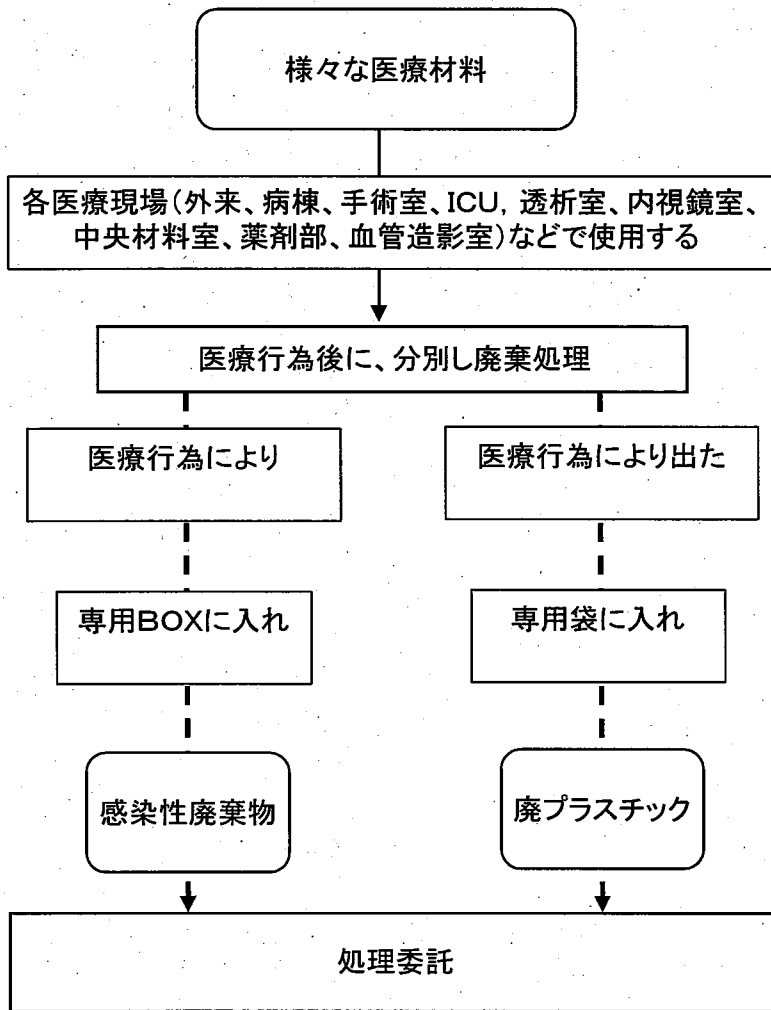 様々な医療材料
各医療現場(外来、病棟、手術室、ICU, 透析室、内視鏡室、
中央材料室、薬剤部、血管造影室)などで使用する
医療行為後に、分別し廃棄処理
医療行為により
医療行為により出た
専用BOXに入れ
専用袋に入れ
感染性廃棄物
廃プラスチック
処理委託